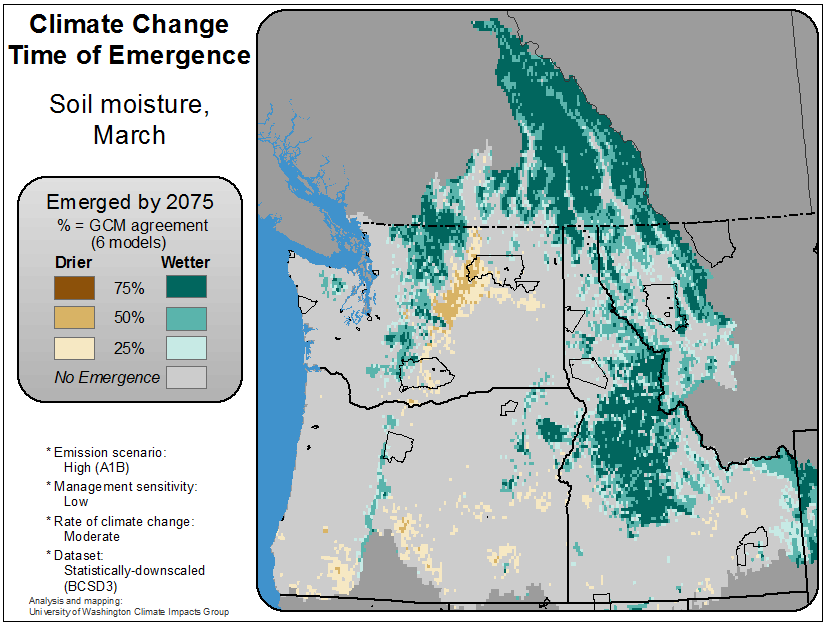 Climate Change
Time of Emergence
Soil moisture,
March
Emerged by 2075
% = GCM agreement
(6 models)
Drier Wetter
75%
50%
25%
No Emergence
* Emission scenario:
High (A1B)
* Management sensitivity:
Low
* Rate of climate change:
Moderate
* Dataset:
Statistically-downscaled
(BCSD3)
Analysis and mapping:
University of Washington Climate Impacts Group